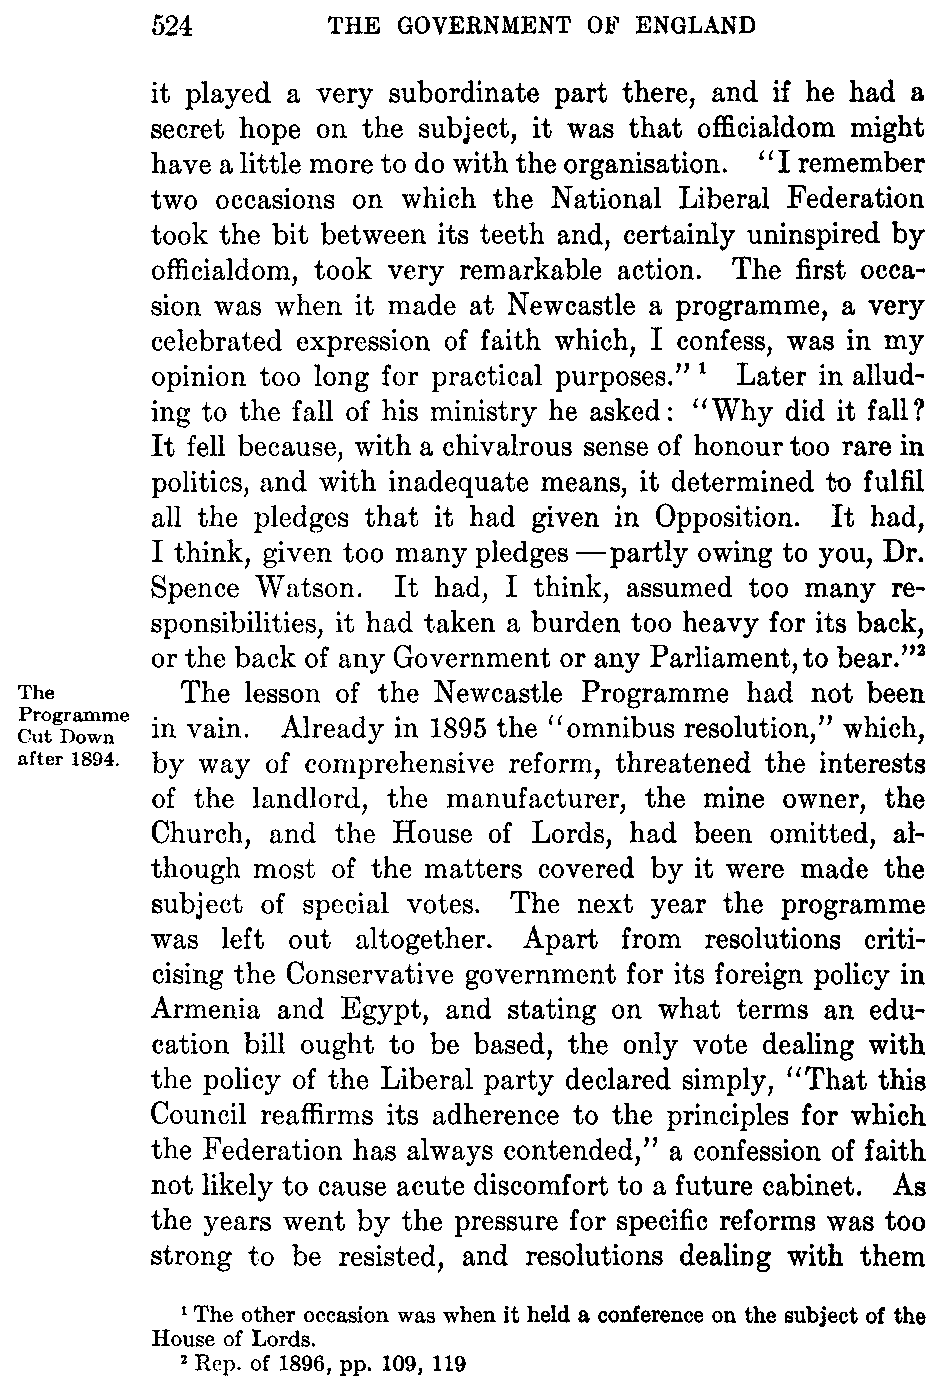 524 THE GOVERNMENT OF ENGLAND
it played a very subordinate part there, and if he had a
secret hope on the subject, it was that officialdom might
have a little more to do with the organisation. "I remember
two occasions on which the National Liberal Federation
took the bit between its teeth and, certainly uninspired by
officialdom, took very remarkable action. The first occa-
sion was when it made at Newcastle a programme, a very
celebrated expression of faith which, I confess, was in my
opinion too long for practical purposes." ¹ Later in allud-
ing to the fall of his ministry he asked: "Why did it fall?
It fell because, with a chivalrous sense of honour too rare in
politics, and with inadequate means, it determined to fulfil
all the pledges that it had given in Opposition. It had,
I think, given too many pledges—partly owing to you, Dr.
Spence Watson. It had, I think, assumed too many re-
sponsibilities, it had taken a burden too heavy for its back,
or the back of any Government or any Parliament, to bear."²
The
Programme
Cut Down
after 1894.
The lesson of the Newcastle Programme had not been
in vain. Already in 1895 the "omnibus resolution," which,
by way of comprehensive reform, threatened the interests
of the landlord, the manufacturer, the mine owner, the
Church, and the House of Lords, had been omitted, al-
though most of the matters covered by it were made the
subject of special votes. The next year the programme
was left out altogether. Apart from resolutions criti-
cising the Conservative government for its foreign policy in
Armenia and Egypt, and stating on what terms an edu-
cation bill ought to be based, the only vote dealing with
the policy of the Liberal party declared simply, "That this
Council reaffirms its adherence to the principles for which
the Federation has always contended," a confession of faith
not likely to cause acute discomfort to a future cabinet. As
the years went by the pressure for specific reforms was too
strong to be resisted, and resolutions dealing with them
¹ The other occasion was when it held a conference on the subject of the
House of Lords.
² Rep. of 1896, pp. 109, 119